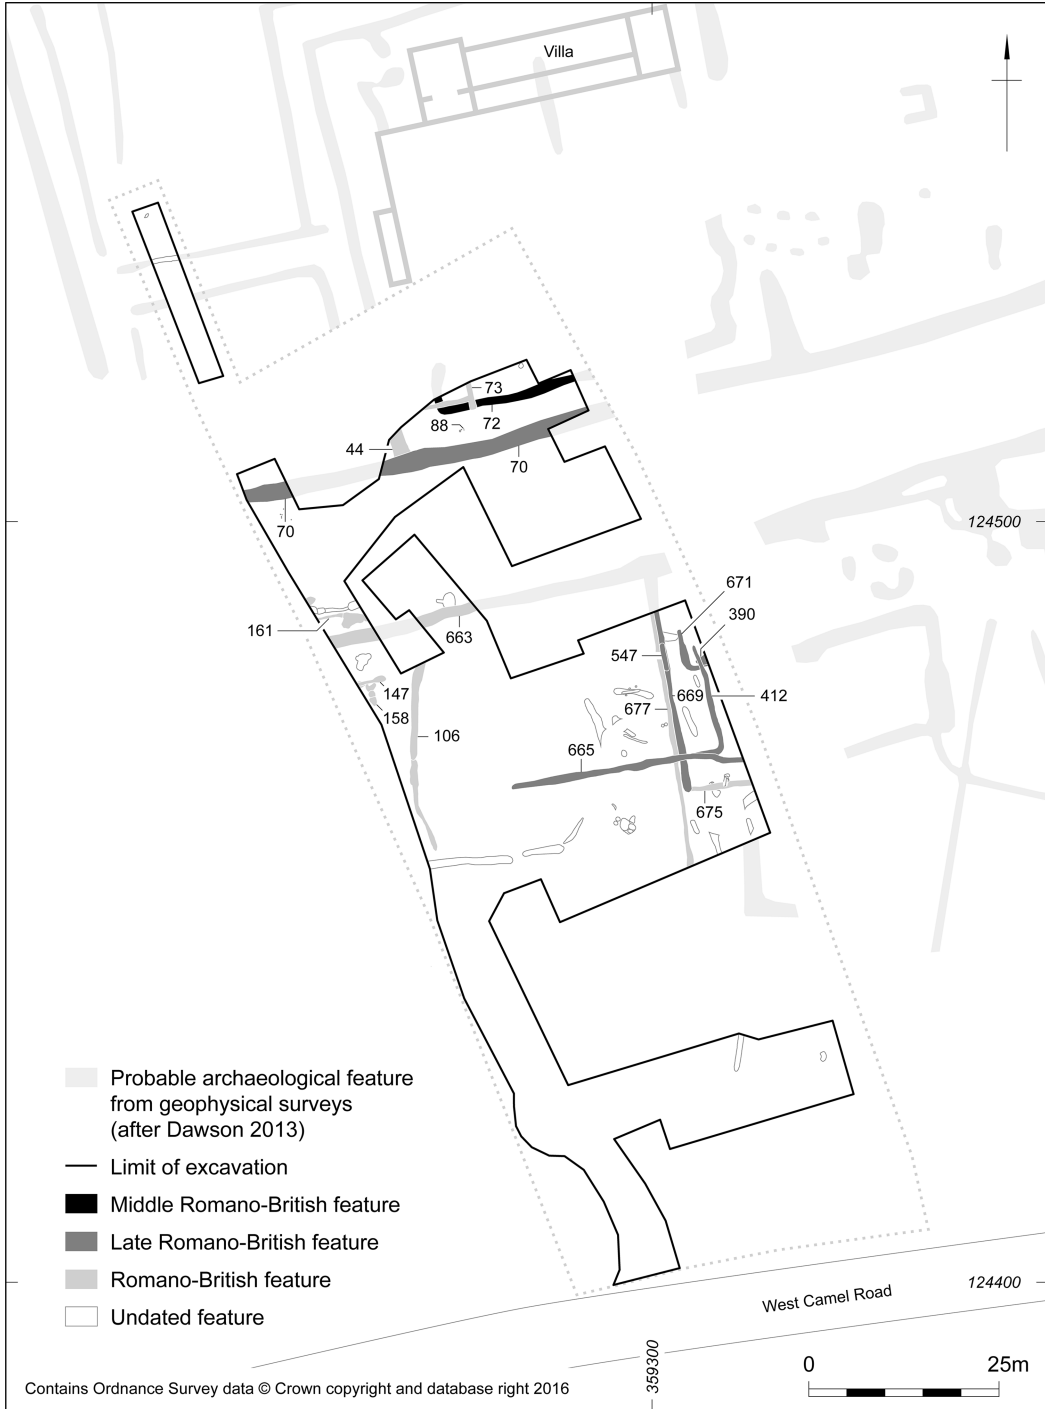 Villa
73
72
88
44
70
70
124500
671
390
161
663
547
147
669
412
677
158
106
665
675
Probable archaeological feature
from geophysical surveys
(after Dawson 2013)
Limit of excavation
Middle Romano-British feature
Late Romano-British feature
Romano-British feature
Undated feature
124400
West Camel Road
359300
0 25m
Contains Ordnance Survey data © Crown copyright and database right 2016